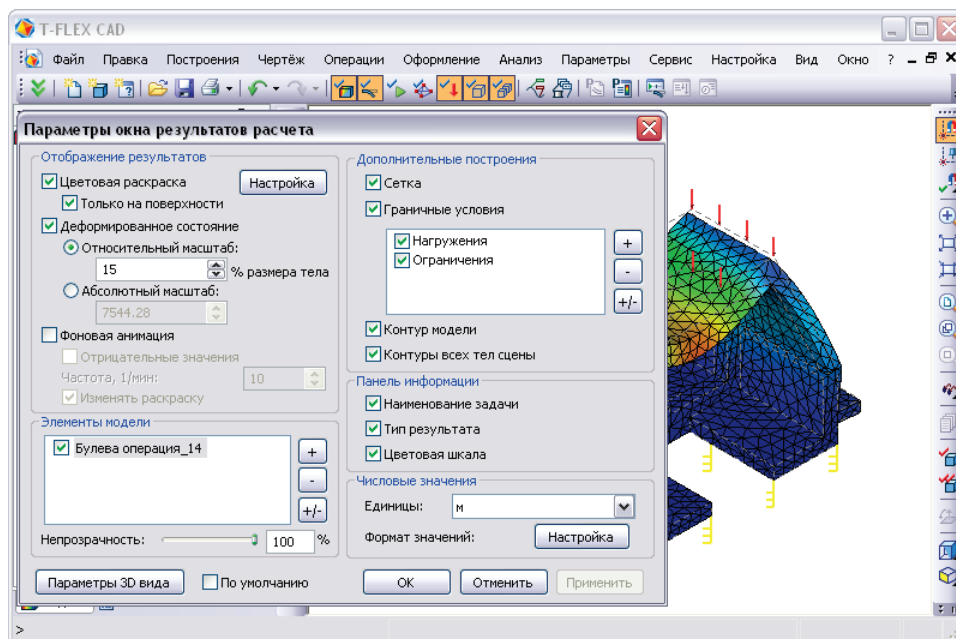 T-FLEX CAD
Файл Правка Построения Чертёж Операции Оформление Анализ Параметры Сервис Настройка Вид Окно ?
Параметры окна результатов расчета
Отображение результатов
Цветовая раскраска Настройка
Только на поверхности
Деформированное состояние
Относительный масштаб:
15 % размера тела
Абсолютный масштаб:
7544.28
Фоновая анимация
Отрицательные значения
Частота, 1/мин: 10
Изменять раскраску
Элементы модели
Булева операция_14
+
-
+/-
Непрозрачность: 100 %
Дополнительные построения
Сетка
Граничные условия
Нагружения
Ограничения
+
-
+/-
Контур модели
Контуры всех тел сцены
Панель информации
Наименование задачи
Тип результата
Цветовая шкала
Числовые значения
Единицы: м
Формат значений: Настройка
Параметры 3D вида По умолчанию OK Отменить Применить
>